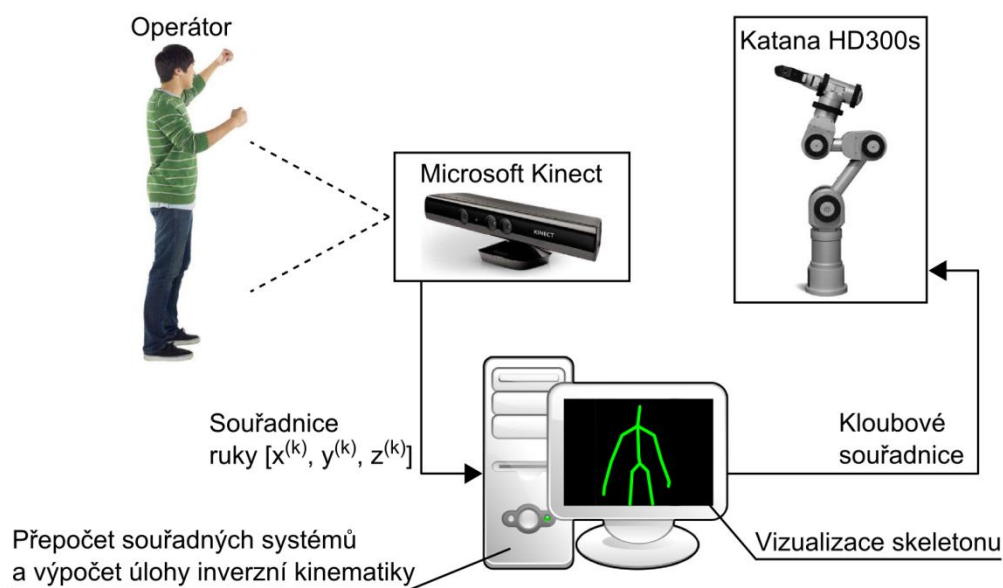 Operátor
Katana HD300s
Microsoft Kinect
KINECT
Souřadnice
ruky [x^(k), y^(k), z^(k)]
Kloubové
souřadnice
Přepočet souřadných systémů
a výpočet úlohy inverzní kinematiky
Vizualizace skeletonu